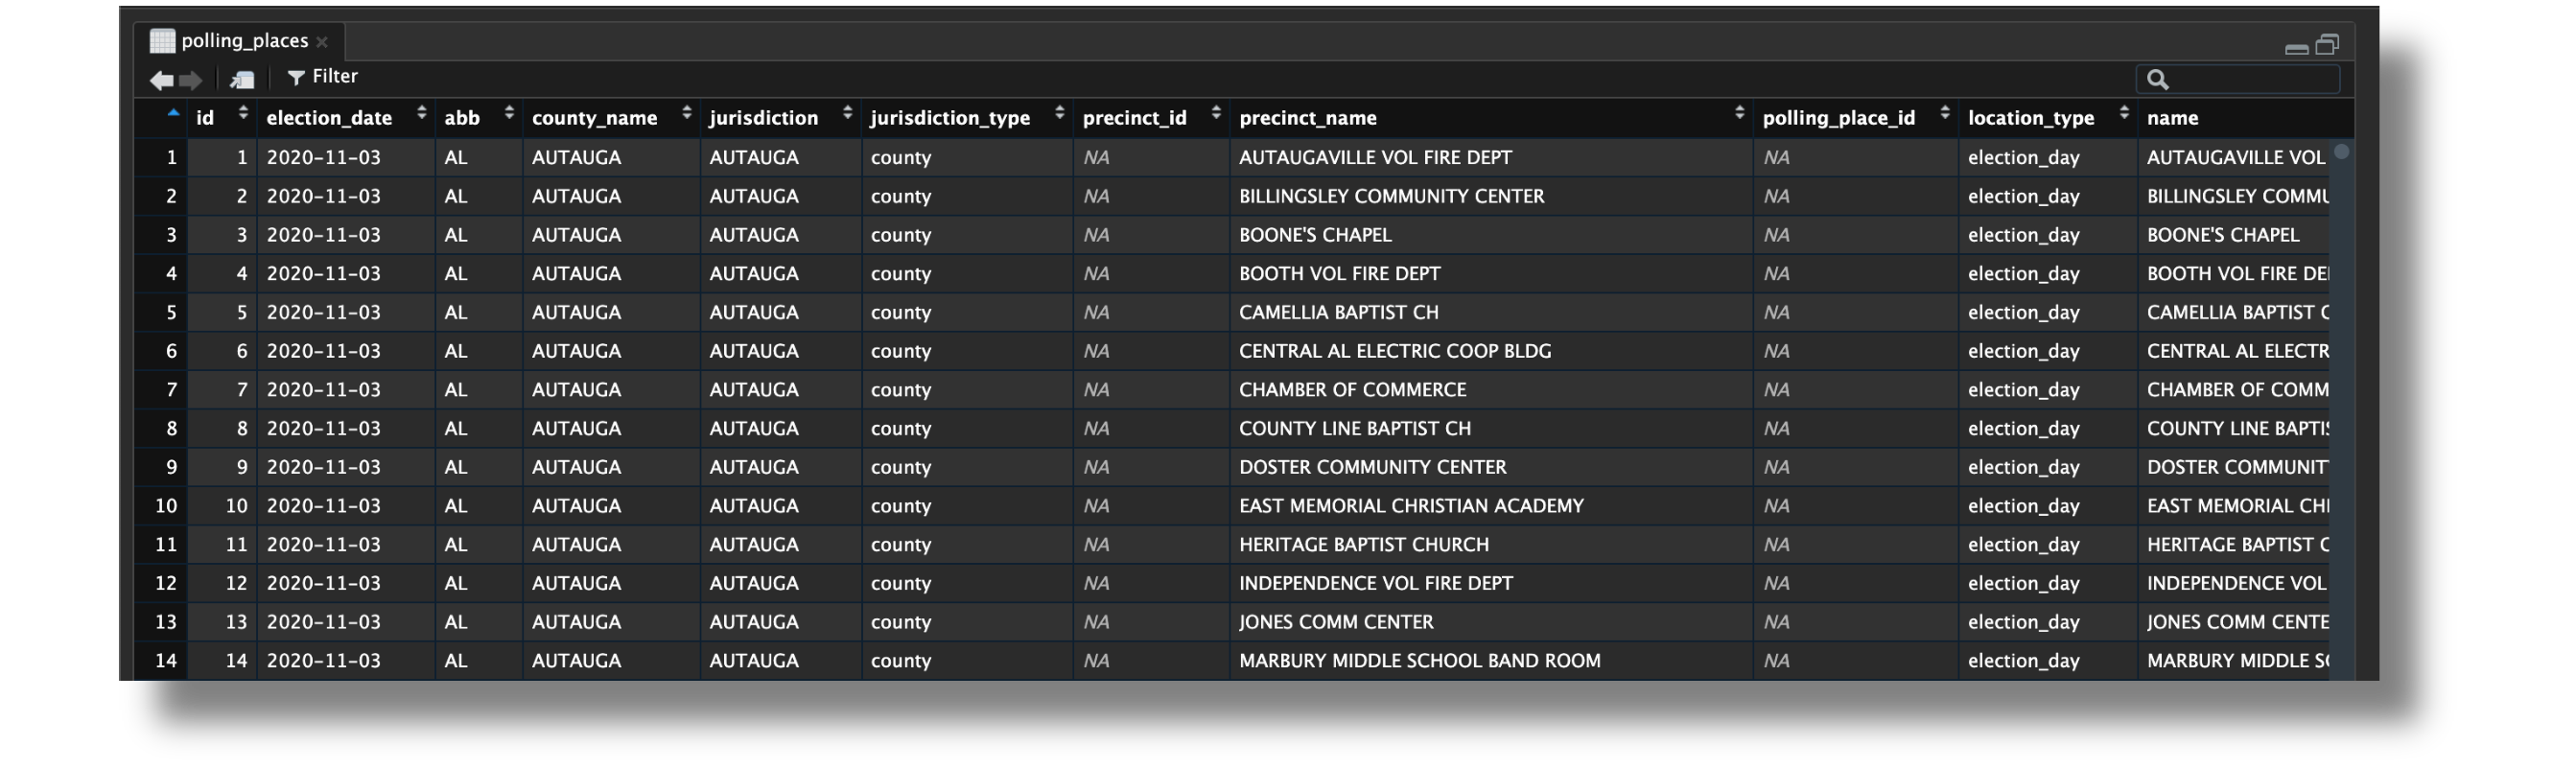 polling_places
Filter
id election_date abb county_name jurisdiction jurisdiction_type precinct_id precinct_name polling_place_id location_type name
1 1 2020-11-03 AL AUTAUGA AUTAUGA county NA AUTAUGAVILLE VOL FIRE DEPT NA election_day AUTAUGAVILLE VOL
2 2 2020-11-03 AL AUTAUGA AUTAUGA county NA BILLINGSLEY COMMUNITY CENTER NA election_day BILLINGSLEY COMMU
3 3 2020-11-03 AL AUTAUGA AUTAUGA county NA BOONE'S CHAPEL NA election_day BOONE'S CHAPEL
4 4 2020-11-03 AL AUTAUGA AUTAUGA county NA BOOTH VOL FIRE DEPT NA election_day BOOTH VOL FIRE DE
5 5 2020-11-03 AL AUTAUGA AUTAUGA county NA CAMELLIA BAPTIST CH NA election_day CAMELLIA BAPTIST C
6 6 2020-11-03 AL AUTAUGA AUTAUGA county NA CENTRAL AL ELECTRIC COOP BLDG NA election_day CENTRAL AL ELECTR
7 7 2020-11-03 AL AUTAUGA AUTAUGA county NA CHAMBER OF COMMERCE NA election_day CHAMBER OF COMM
8 8 2020-11-03 AL AUTAUGA AUTAUGA county NA COUNTY LINE BAPTIST CH NA election_day COUNTY LINE BAPTIS
9 9 2020-11-03 AL AUTAUGA AUTAUGA county NA DOSTER COMMUNITY CENTER NA election_day DOSTER COMMUNIT
10 10 2020-11-03 AL AUTAUGA AUTAUGA county NA EAST MEMORIAL CHRISTIAN ACADEMY NA election_day EAST MEMORIAL CH
11 11 2020-11-03 AL AUTAUGA AUTAUGA county NA HERITAGE BAPTIST CHURCH NA election_day HERITAGE BAPTIST C
12 12 2020-11-03 AL AUTAUGA AUTAUGA county NA INDEPENDENCE VOL FIRE DEPT NA election_day INDEPENDENCE VOL
13 13 2020-11-03 AL AUTAUGA AUTAUGA county NA JONES COMM CENTER NA election_day JONES COMM CENTE
14 14 2020-11-03 AL AUTAUGA AUTAUGA county NA MARBURY MIDDLE SCHOOL BAND ROOM NA election_day MARBURY MIDDLE S